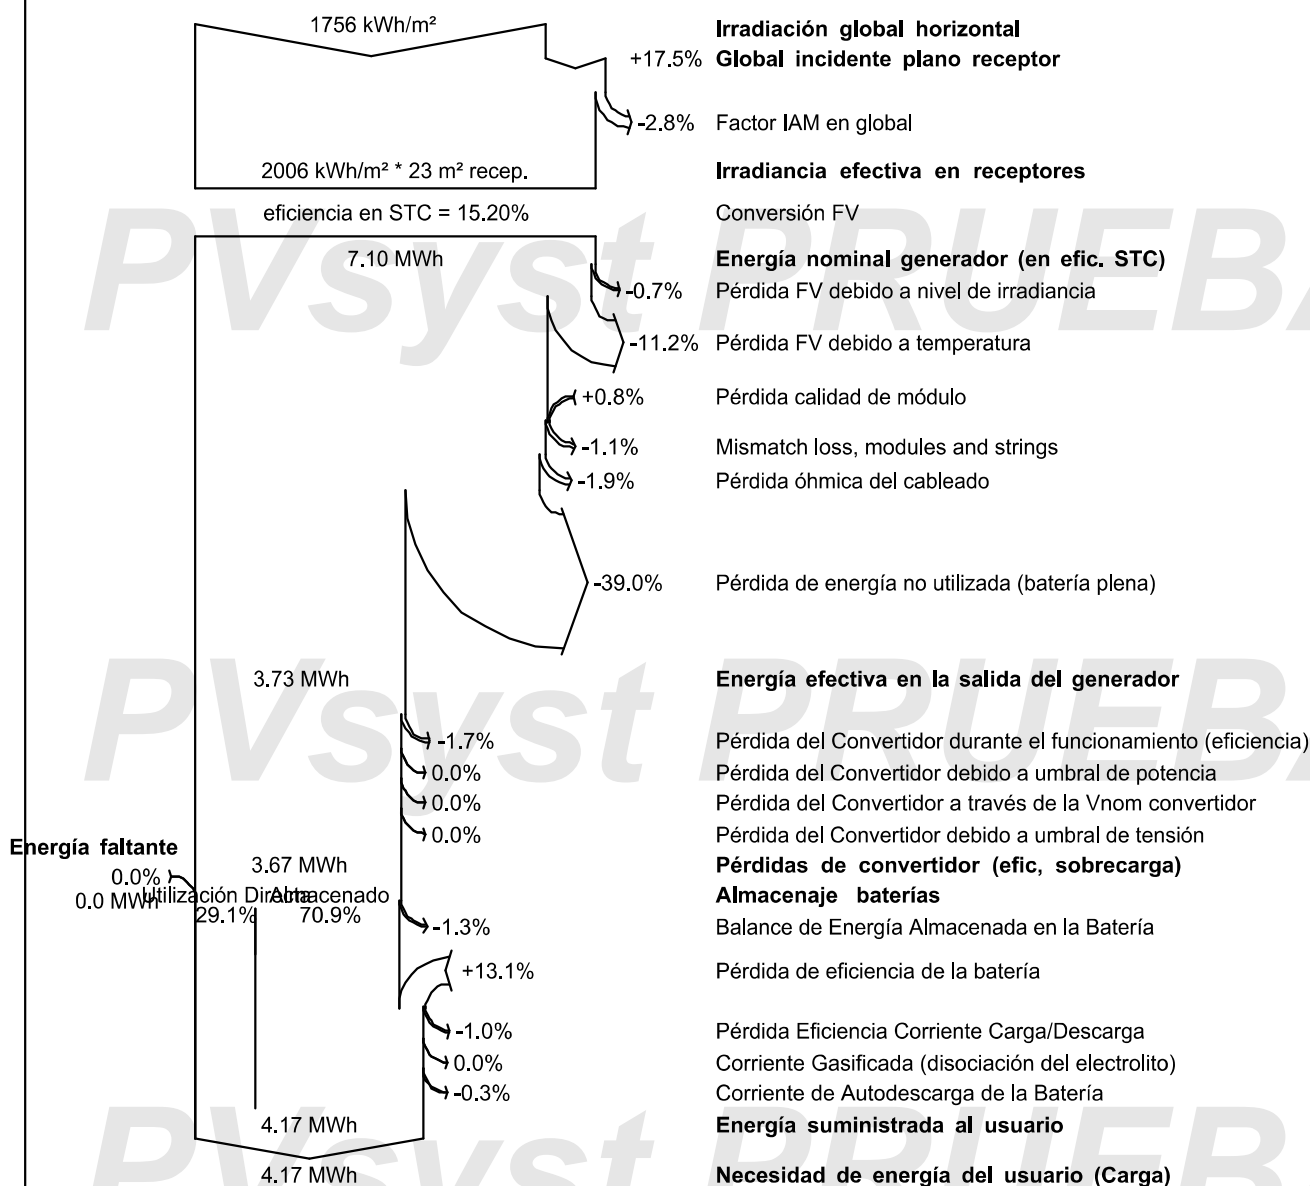 1756 kWh/m² Irradiación global horizontal
+17.5% Global incidente plano receptor
-2.8% Factor IAM en global
2006 kWh/m² * 23 m² recep. Irradiancia efectiva en receptores
eficiencia en STC = 15.20% Conversión FV
PVsyst PRUEBA
7.10 MWh Energía nominal generador (en efic. STC)
-0.7% Pérdida FV debido a nivel de irradiancia
-11.2% Pérdida FV debido a temperatura
+0.8% Pérdida calidad de módulo
-1.1% Mismatch loss, modules and strings
-1.9% Pérdida óhmica del cableado
-39.0% Pérdida de energía no utilizada (batería plena)
3.73 MWh Energía efectiva en la salida del generador
PVsyst PRUEBA
-1.7% Pérdida del Convertidor durante el funcionamiento (eficiencia)
0.0% Pérdida del Convertidor debido a umbral de potencia
0.0% Pérdida del Convertidor a través de la Vnom convertidor
0.0% Pérdida del Convertidor debido a umbral de tensión
Energía faltante
3.67 MWh Pérdidas de convertidor (efic, sobrecarga)
0.0%
0.0 MWh Utilización Directa Almacenado Almacenaje baterías
29.1% 70.9%
-1.3% Balance de Energía Almacenada en la Batería
+13.1% Pérdida de eficiencia de la batería
-1.0% Pérdida Eficiencia Corriente Carga/Descarga
0.0% Corriente Gasificada (disociación del electrolito)
-0.3% Corriente de Autodescarga de la Batería
4.17 MWh Energía suministrada al usuario
PVsyst PRUEB
4.17 MWh Necesidad de energía del usuario (Carga)